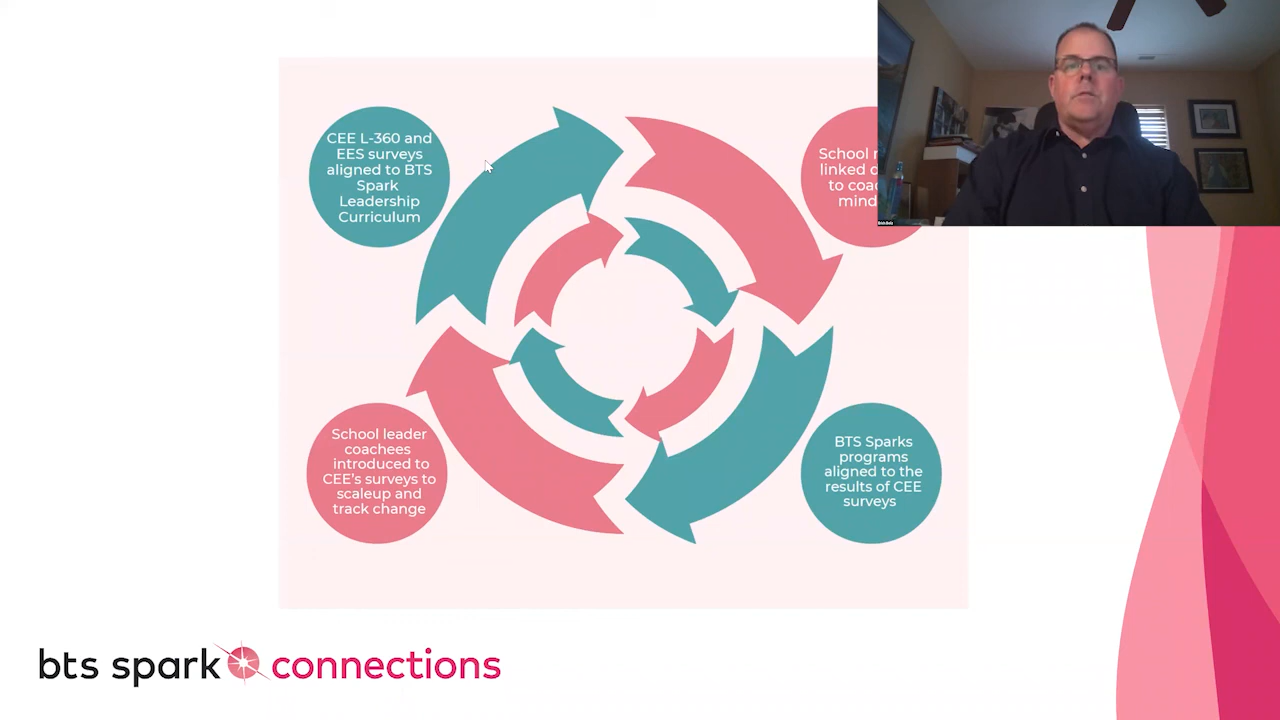 CEE L-360 and
EES surveys
aligned to BTS
Spark
Leadership
Curriculum
School
linked
to
mind
School leader
coachees
introduced to
CEE's surveys to
scaleup and
track change
BTS Sparks
programs
aligned to the
results of CEE
surveys
bts spark connections